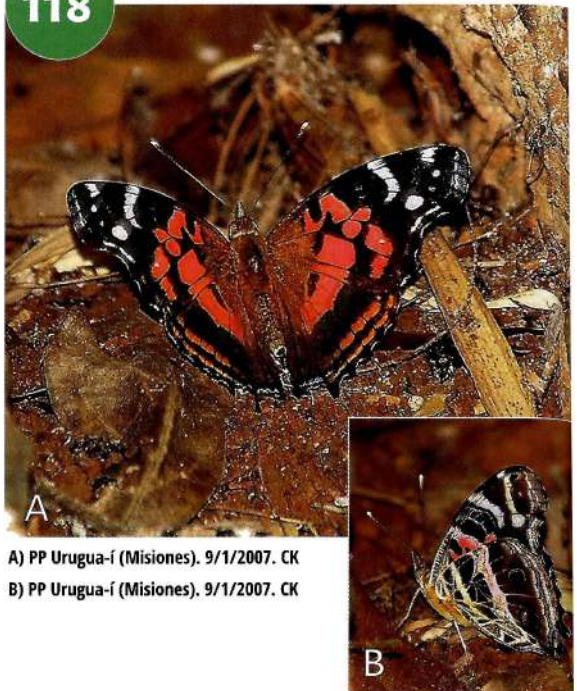 118
A
B
A) PP Urugua-í (Misiones). 9/1/2007. CK
B) PP Urugua-í (Misiones). 9/1/2007. CK